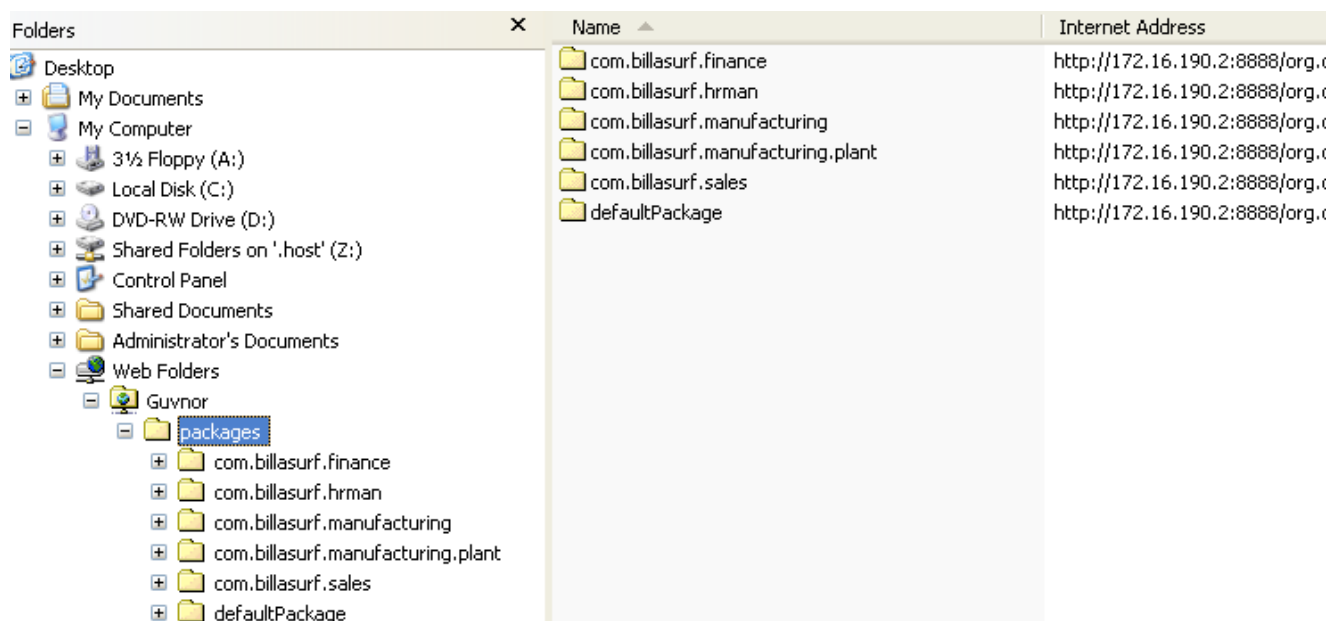 Folders
Desktop
My Documents
My Computer
3½ Floppy (A:)
Local Disk (C:)
DVD-RW Drive (D:)
Shared Folders on '.host' (Z:)
Control Panel
Shared Documents
Administrator's Documents
Web Folders
Guvnor
packages
com.billasurf.finance
com.billasurf.hrman
com.billasurf.manufacturing
com.billasurf.manufacturing.plant
com.billasurf.sales
defaultPackage
Name Internet Address
com.billasurf.finance http://172.16.190.2:8888/org.
com.billasurf.hrman http://172.16.190.2:8888/org.
com.billasurf.manufacturing http://172.16.190.2:8888/org.
com.billasurf.manufacturing.plant http://172.16.190.2:8888/org.
com.billasurf.sales http://172.16.190.2:8888/org.
defaultPackage http://172.16.190.2:8888/org.